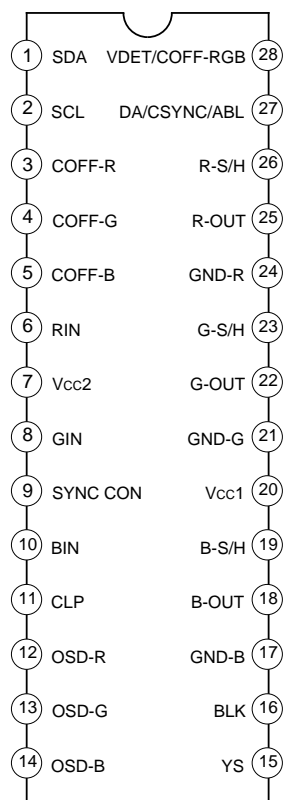 1 SDA VDET/COFF-RGB 28
2 SCL DA/CSYNC/ABL 27
3 COFF-R R-S/H 26
4 COFF-G R-OUT 25
5 COFF-B GND-R 24
6 RIN G-S/H 23
7 Vcc2 G-OUT 22
8 GIN GND-G 21
9 SYNC CON Vcc1 20
10 BIN B-S/H 19
11 CLP B-OUT 18
12 OSD-R GND-B 17
13 OSD-G BLK 16
14 OSD-B YS 15